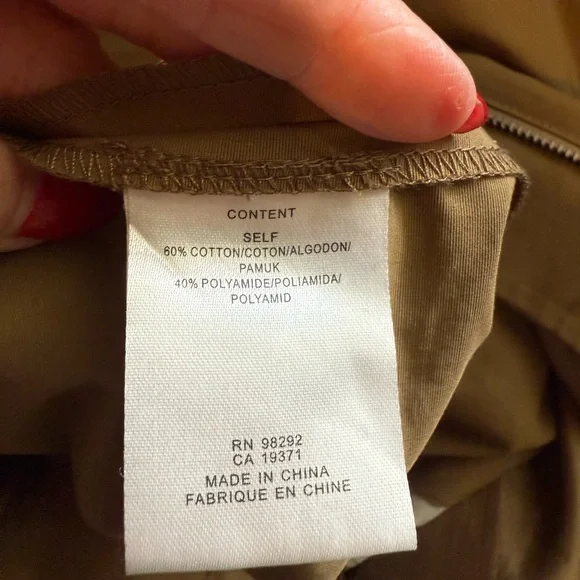 CONTENT
SELF
60% COTTON/COTON/ALGODON/
PAMUK
40% POLYAMIDE/POLIAMIDA/
POLYAMID
RN 98292
CA 19371
MADE IN CHINA
FABRIQUE EN CHINE